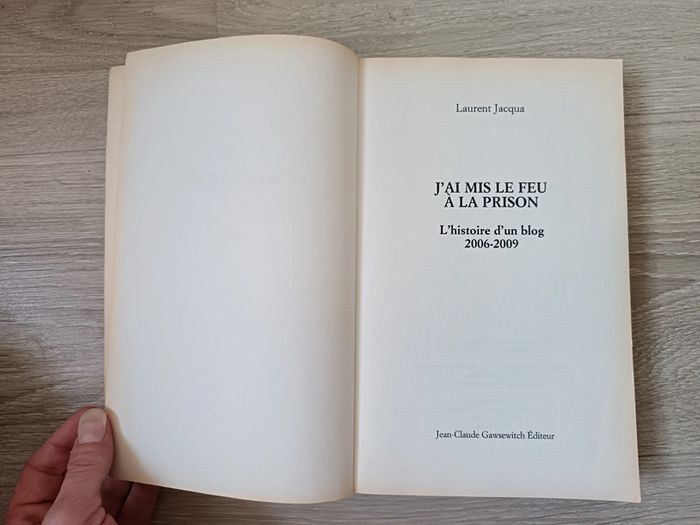 Laurent Jacqua
J'AI MIS LE FEU
À LA PRISON
L'histoire d'un blog
2006-2009
Jean-Claude Gawsewitch Éditeur